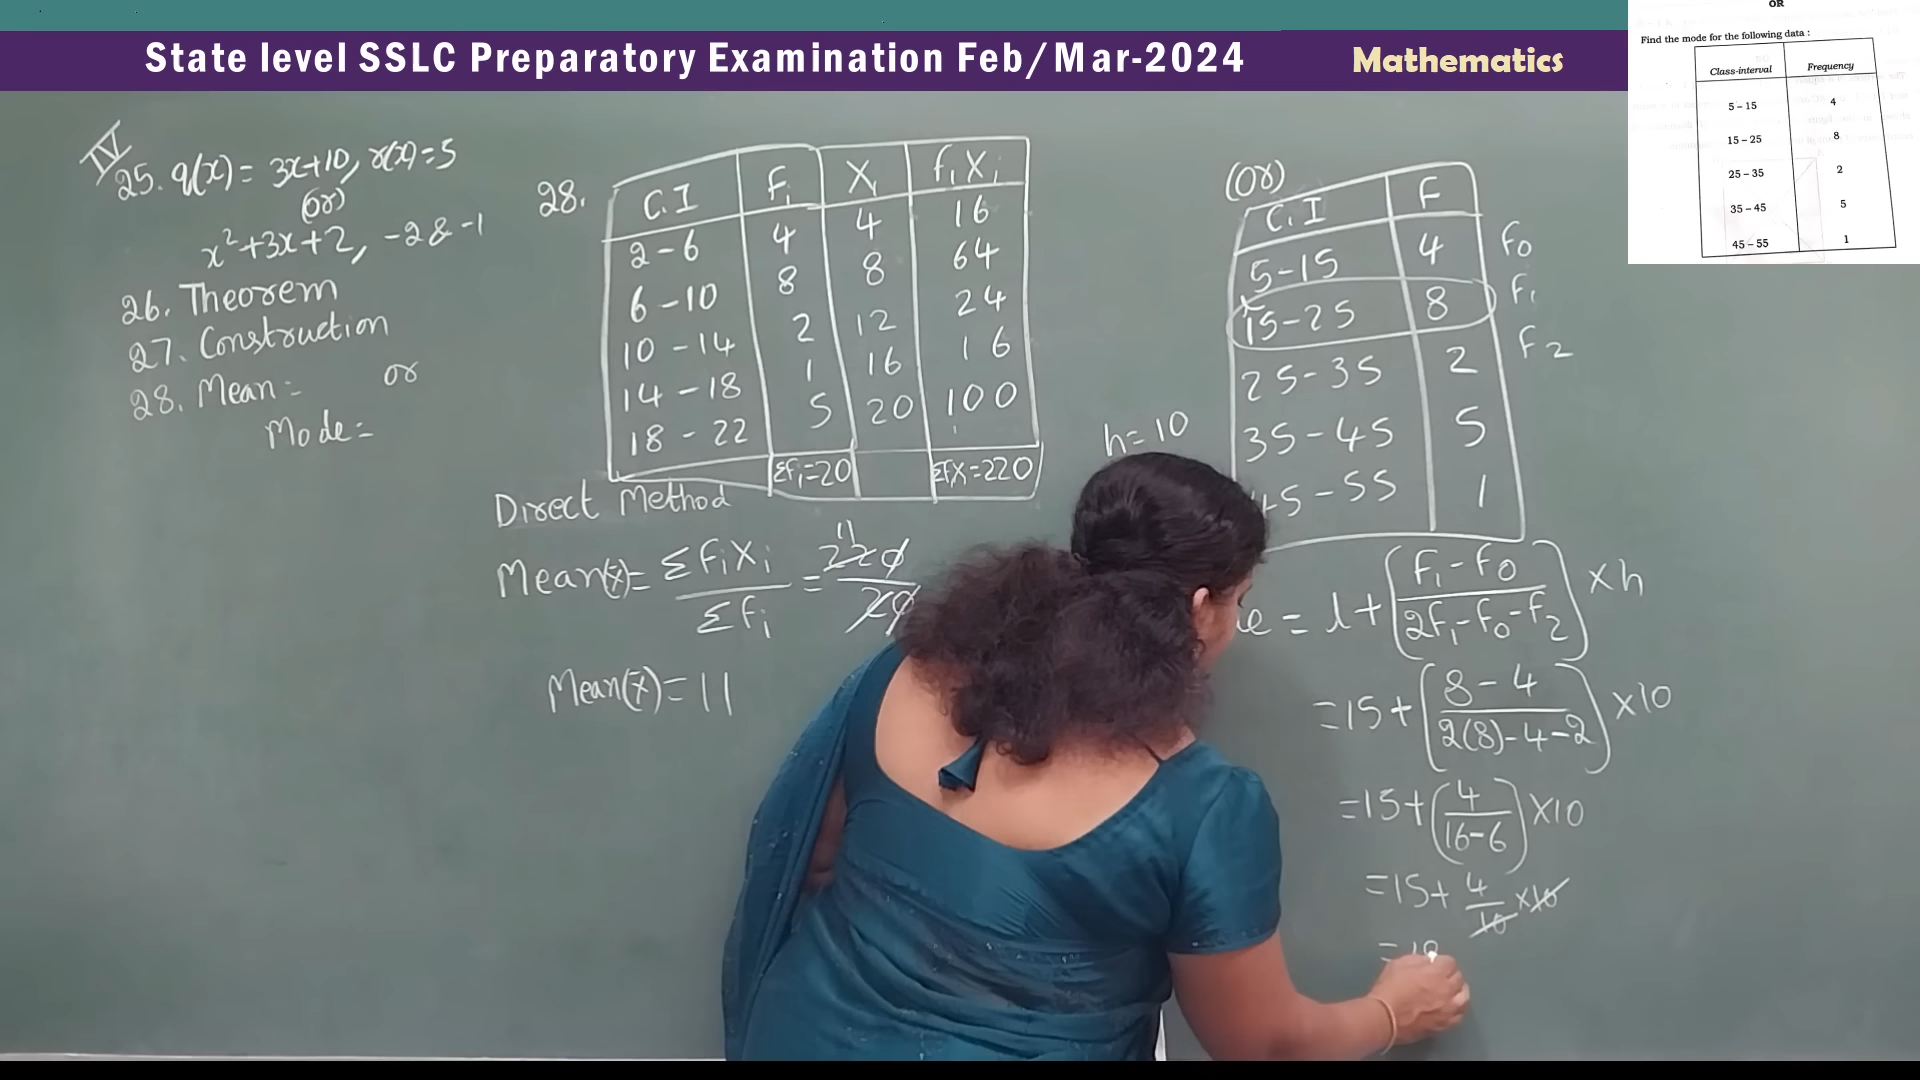 State level SSLC Preparatory Examination Feb/Mar-2024
Mathematics
OR
Find the mode for the following data :
Class-interval Frequency
5 – 15 4
15 – 25 8
25 – 35 2
35 – 45 5
45 – 55 1
IV
25. q(x) = 3x+10, r(x) = 5
(or)
x²+3x+2, -2 & -1
26. Theorem
27. Construction
28. Mean =
or
Mode =
28.
C.I fᵢ xᵢ fᵢxᵢ
2-6 4 4 16
6-10 8 8 64
10-14 2 12 24
14-18 1 16 16
18-22 5 20 100
Σfᵢ=20 Σfx=220
Direct Method
Mean(x̄) = Σfᵢxᵢ / Σfᵢ = 220 / 20 11
Mean(x̄) = 11
(or)
C.I F
5-15 4 f₀
15-25 8 f₁
25-35 2 f₂
35-45 5
45-55 1
h=10
e = l + (f₁-f₀ / 2f₁-f₀-f₂) × h
= 15 + (8-4 / 2(8)-4-2) ×10
= 15 + (4 / 16-6) ×10
= 15 + 4/10 ×10
=